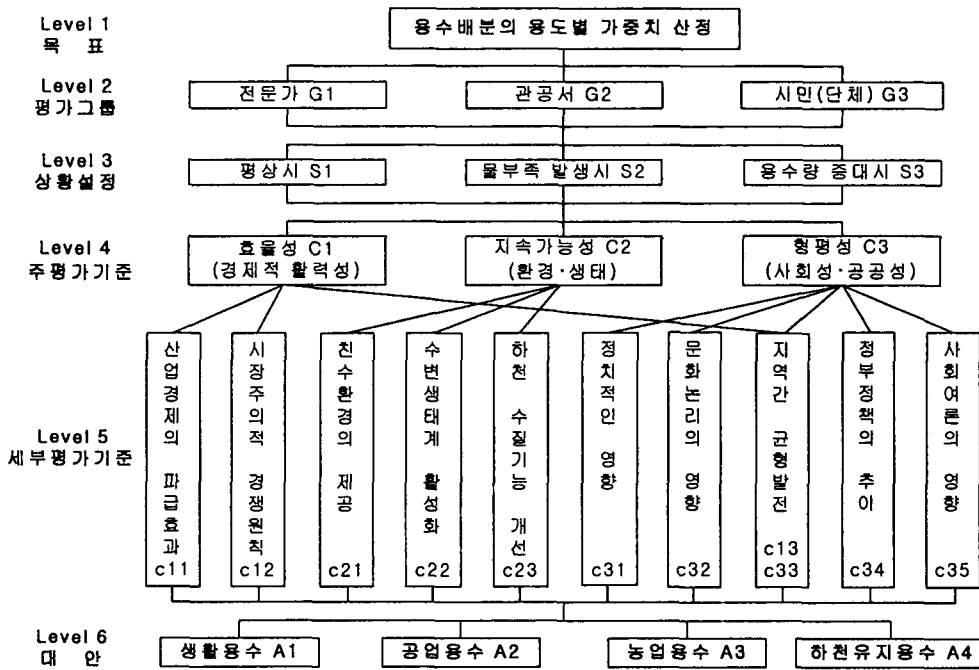 Level 1
목 표
용수배분의 용도별 가중치 산정
Level 2
평가그룹
전문가 G1
관공서 G2
시민(단체) G3
Level 3
상황설정
평상시 S1
물부족 발생시 S2
용수량 증대시 S3
Level 4
주평가기준
효율성 C1
(경제적 활력성)
지속가능성 C2
(환경·생태)
형평성 C3
(사회성·공공성)
Level 5
세부평가기준
산업경제의 파급효과 c11
시장주의적 경쟁원칙 c12
친수환경의 제공 c21
수변생태계 활성화 c22
하천 수질기능 개선 c23
정치적인 영향 c31
문화논리의 영향 c32
지역간 균형발전 c13 c33
정부정책의 추이 c34
사회여론의 영향 c35
Level 6
대 안
생활용수 A1
공업용수 A2
농업용수 A3
하천유지용수 A4